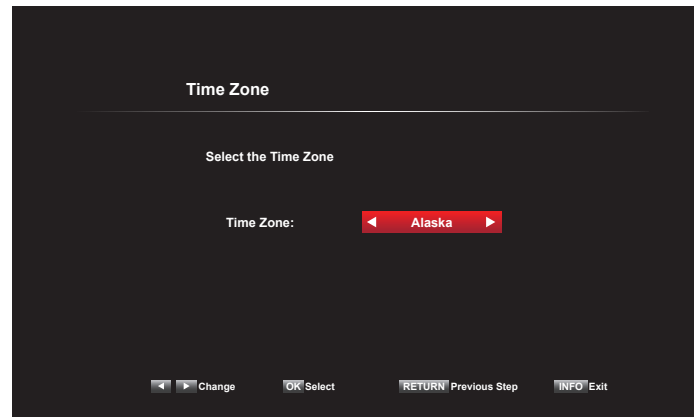 Time Zone
Select the Time Zone
Time Zone: Alaska
Change OK Select RETURN Previous Step INFO Exit